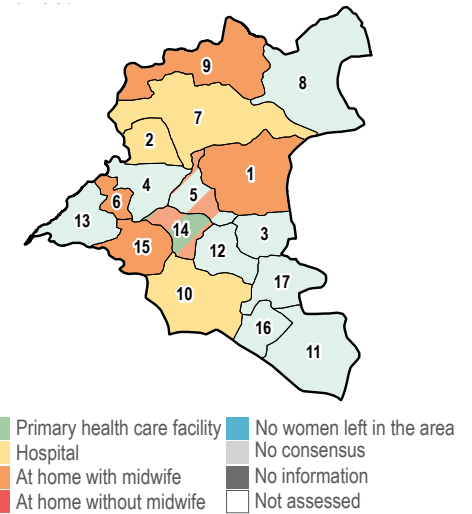 9
8
7
2
1
4
5
6
13
14
3
15
12
17
10
16
11
Primary health care facility
Hospital
At home with midwife
At home without midwife
No women left in the area
No consensus
No information
Not assessed